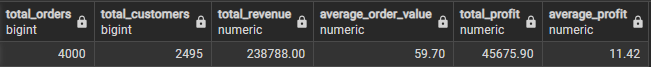 total_orders total_customers total_revenue average_order_value total_profit average_profit
bigint bigint numeric numeric numeric numeric
4000 2495 238788.00 59.70 45675.90 11.42